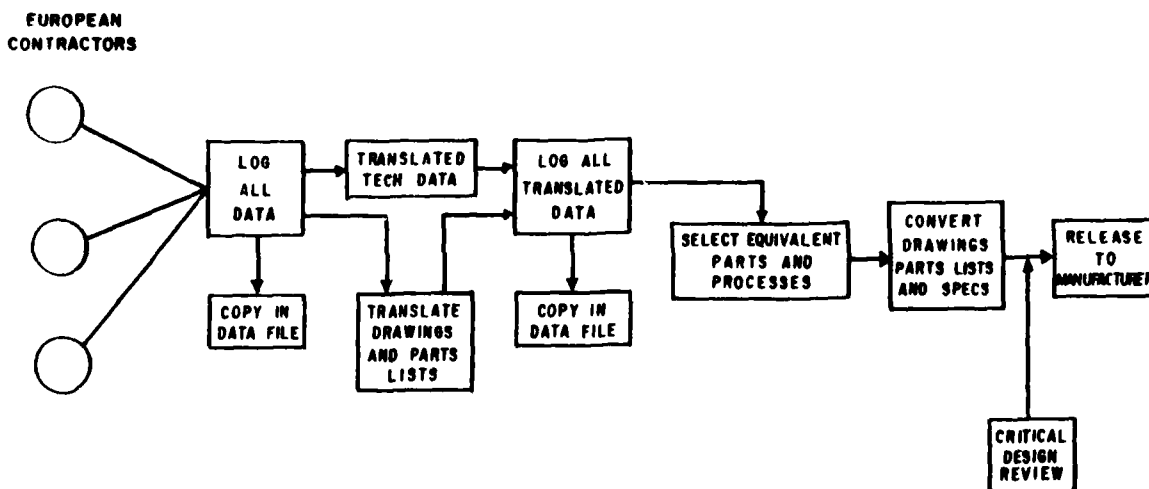 EUROPEAN
CONTRACTORS
LOG
ALL
DATA
TRANSLATED
TECH DATA
LOG ALL
TRANSLATED
DATA
COPY IN
DATA FILE
TRANSLATE
DRAWINGS
AND PARTS
LISTS
COPY IN
DATA FILE
SELECT EQUIVALENT
PARTS AND
PROCESSES
CONVERT
DRAWINGS
PARTS LISTS
AND SPECS
RELEASE
TO
MANUFACTURER
CRITICAL
DESIGN
REVIEW